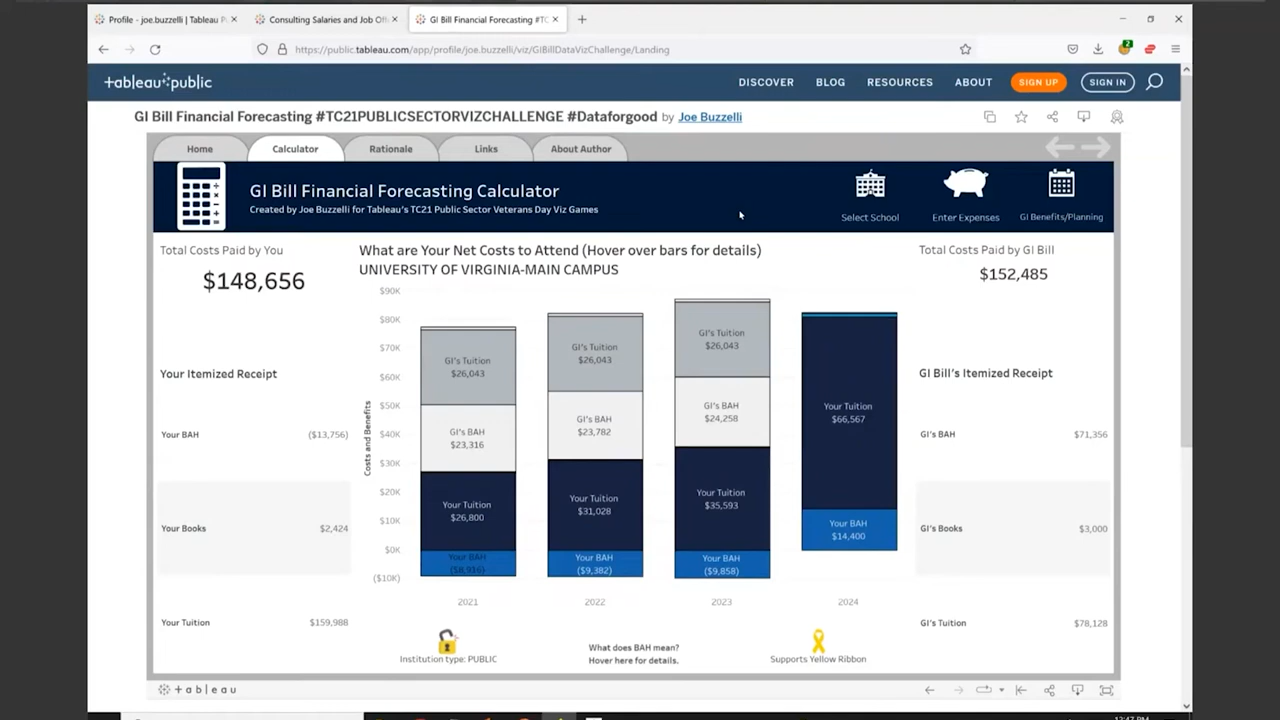 Profile - joe.buzzelli | Tableau P
Consulting Salaries and Job Off
GI Bill Financial Forecasting #TC
https://public.tableau.com/app/profile/joe.buzzelli/viz/GIBillDataVizChallenge/Landing
2
+ableau+public
DISCOVER BLOG RESOURCES ABOUT SIGN UP SIGN IN
GI Bill Financial Forecasting #TC21PUBLICSECTORVIZCHALLENGE #Dataforgood by Joe Buzzelli
Home Calculator Rationale Links About Author
GI Bill Financial Forecasting Calculator
Created by Joe Buzzelli for Tableau's TC21 Public Sector Veterans Day Viz Games
Select School Enter Expenses GI Benefits/Planning
Total Costs Paid by You
$148,656
Your Itemized Receipt
Your BAH ($13,756)
Your Books $2,424
Your Tuition $159,988
What are Your Net Costs to Attend (Hover over bars for details)
UNIVERSITY OF VIRGINIA-MAIN CAMPUS
Costs and Benefits
$90K
$80K
$70K
$60K
$50K
$40K
$30K
$20K
$10K
$0K
($10K)
GI's Tuition
$26,043
GI's BAH
$23,316
Your Tuition
$26,800
Your BAH
($8,916)
2021
GI's Tuition
$26,043
GI's BAH
$23,782
Your Tuition
$31,028
Your BAH
($9,382)
2022
GI's Tuition
$26,043
GI's BAH
$24,258
Your Tuition
$35,593
Your BAH
($9,858)
2023
Your Tuition
$66,567
Your BAH
$14,400
2024
Institution type: PUBLIC
What does BAH mean?
Hover here for details.
Supports Yellow Ribbon
Total Costs Paid by GI Bill
$152,485
GI Bill's Itemized Receipt
GI's BAH $71,356
GI's Books $3,000
GI's Tuition $78,128
+ableau